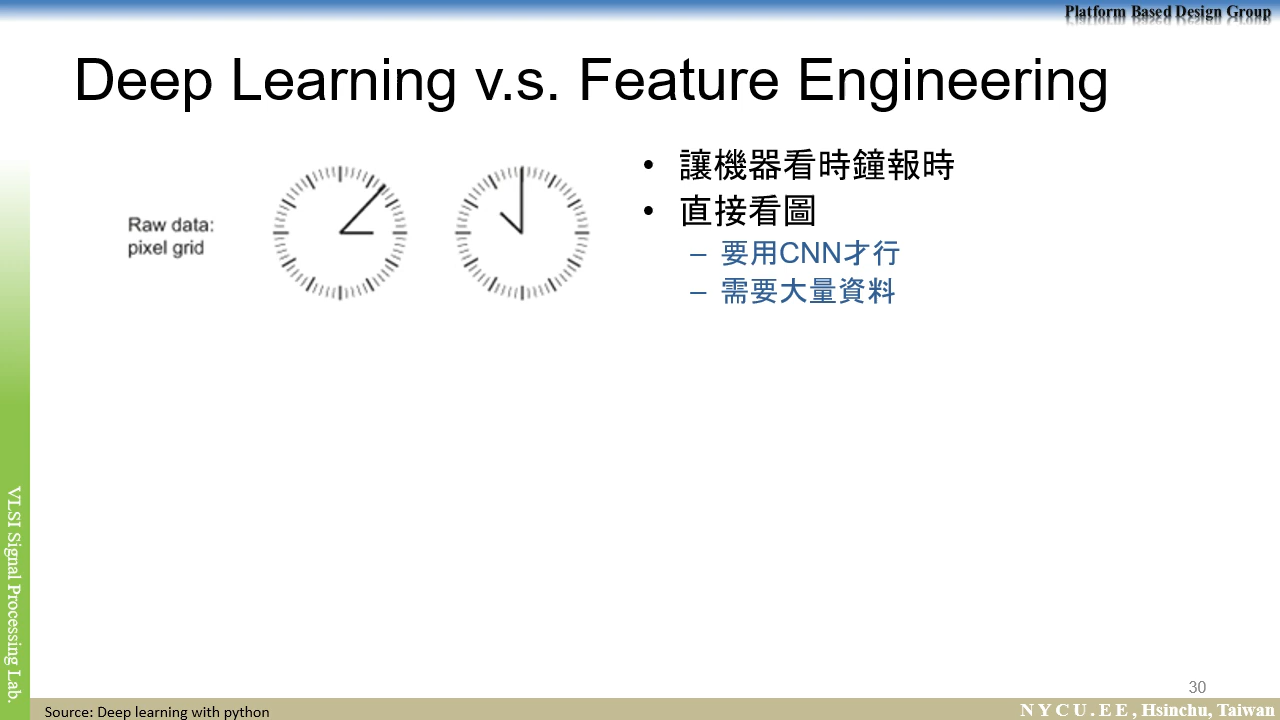 Platform Based Design Group
Deep Learning v.s. Feature Engineering
Raw data:
pixel grid
• 讓機器看時鐘報時
• 直接看圖
– 要用CNN才行
– 需要大量資料
VLSI Signal Processing Lab.
30
Source: Deep learning with python
N Y C U . E E , Hsinchu, Taiwan